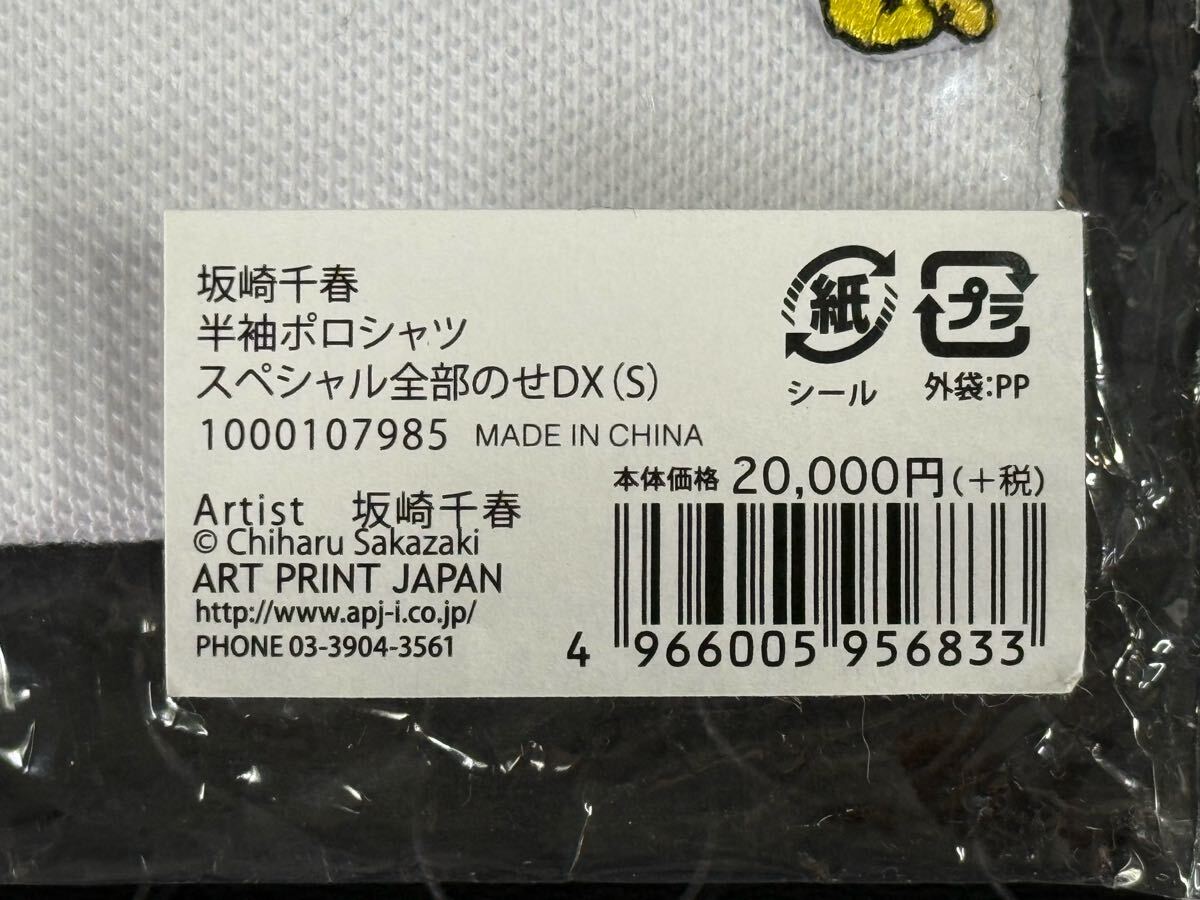 坂崎千春
半袖ポロシャツ
スペシャル全部のせDX(S)
1000107985 MADE IN CHINA
紙
シール
プラ
外袋:PP
本体価格 20,000円(+税)
Artist 坂崎千春
© Chiharu Sakazaki
ART PRINT JAPAN
http://www.apj-i.co.jp/
PHONE 03-3904-3561
4 966005 956833